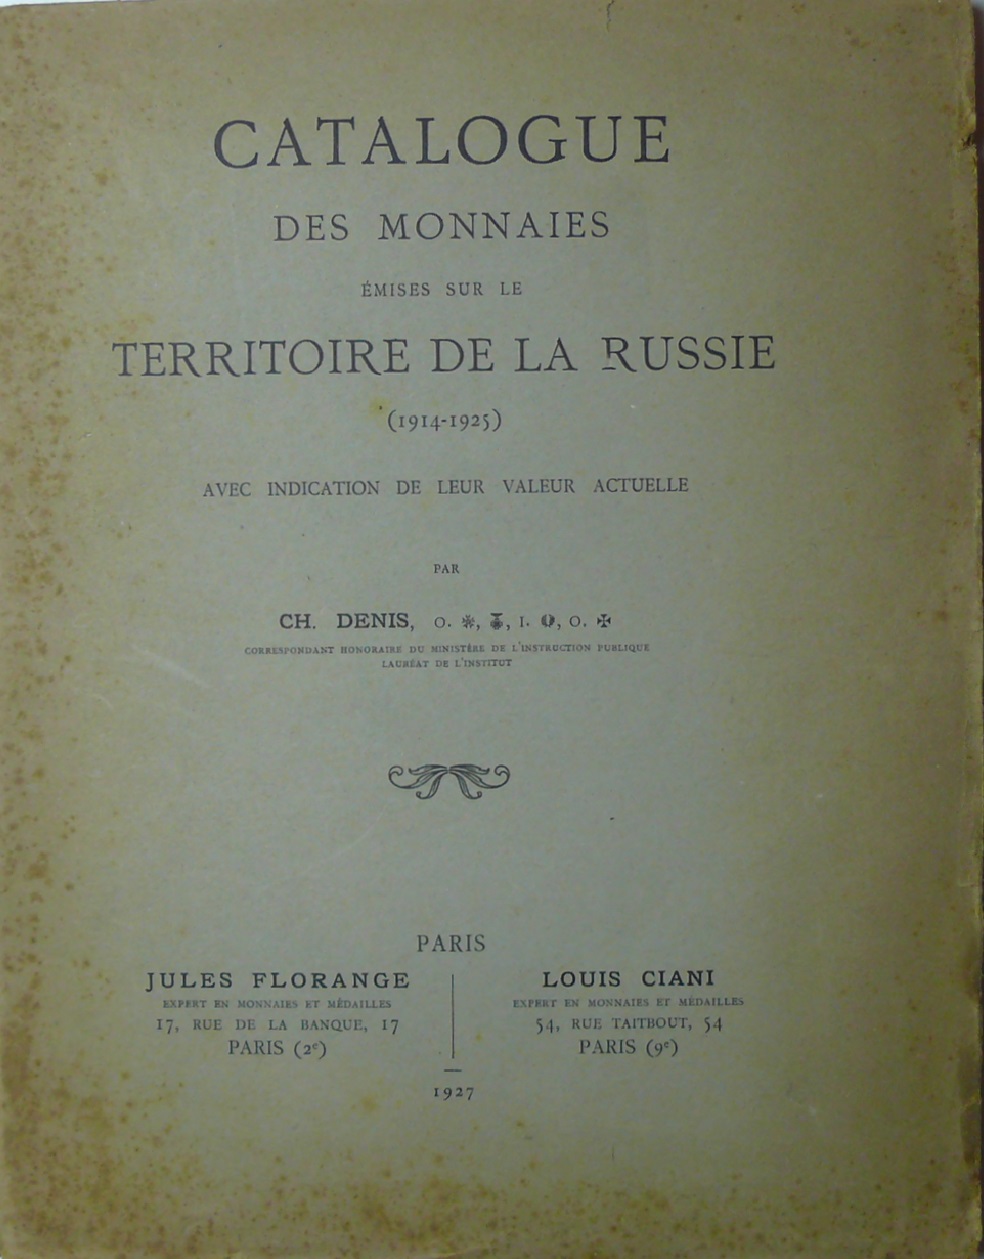 CATALOGUE
DES MONNAIES
ÉMISES SUR LE
TERRITOIRE DE LA RUSSIE
(1914-1925)
AVEC INDICATION DE LEUR VALEUR ACTUELLE
PAR
CH. DENIS, O. ❋, ⚜, I. ❦, O. ✠
CORRESPONDANT HONORAIRE DU MINISTÈRE DE L'INSTRUCTION PUBLIQUE
LAURÉAT DE L'INSTITUT
PARIS
JULES FLORANGE
EXPERT EN MONNAIES ET MÉDAILLES
17, RUE DE LA BANQUE, 17
PARIS (2e)
LOUIS CIANI
EXPERT EN MONNAIES ET MÉDAILLES
54, RUE TAITBOUT, 54
PARIS (9e)
1927